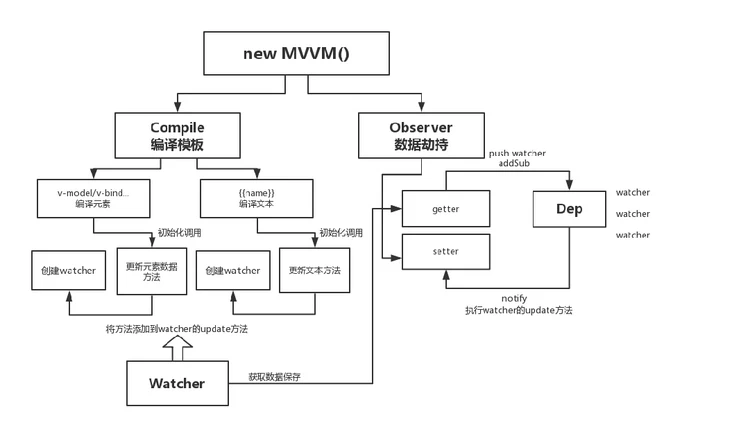 new MVVM()
Compile
编译模板
Observer
数据劫持
push watcher
addSub
v-model/v-bind...
编译元素
{{name}}
编译文本
getter
Dep
watcher
watcher
watcher
初始化调用
初始化调用
创建watcher
更新元素数据
方法
创建watcher
更新文本方法
setter
notify
执行watcher的update方法
将方法添加到watcher的update方法
Watcher
获取数据保存